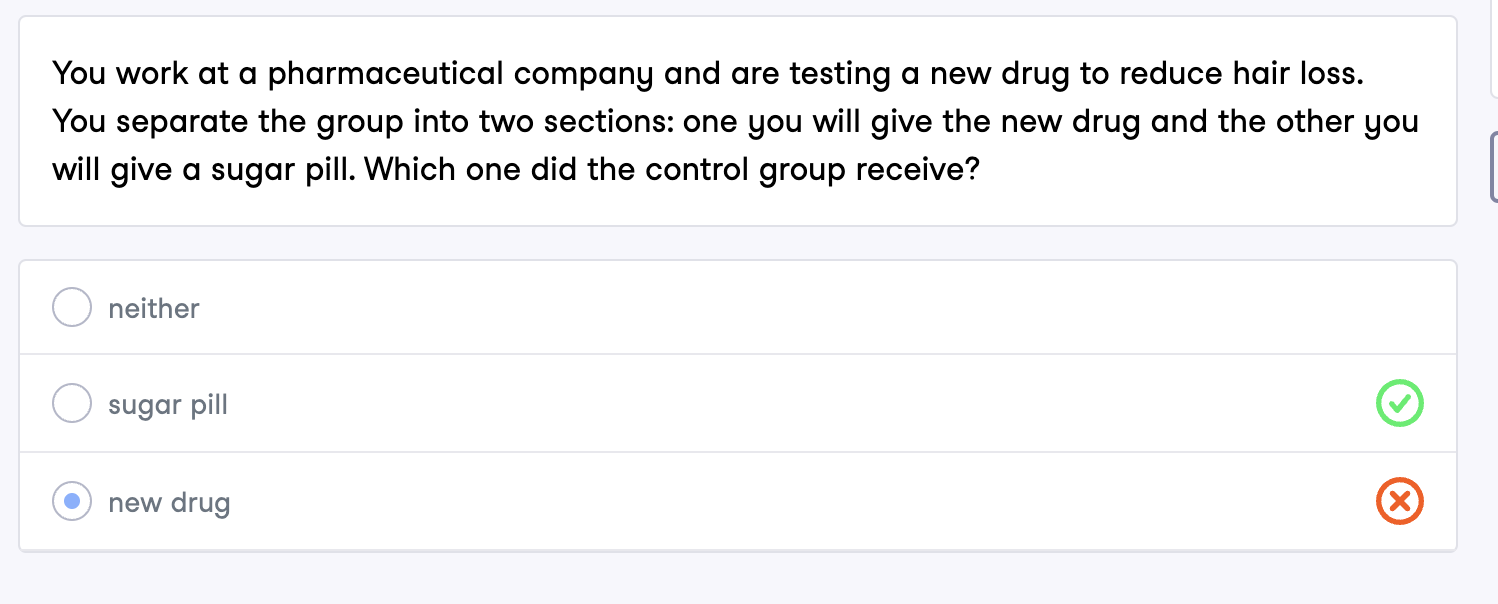 You work at a pharmaceutical company and are testing a new drug to reduce hair loss.
You separate the group into two sections: one you will give the new drug and the other you
will give a sugar pill. Which one did the control group receive?
neither
sugar pill
new drug